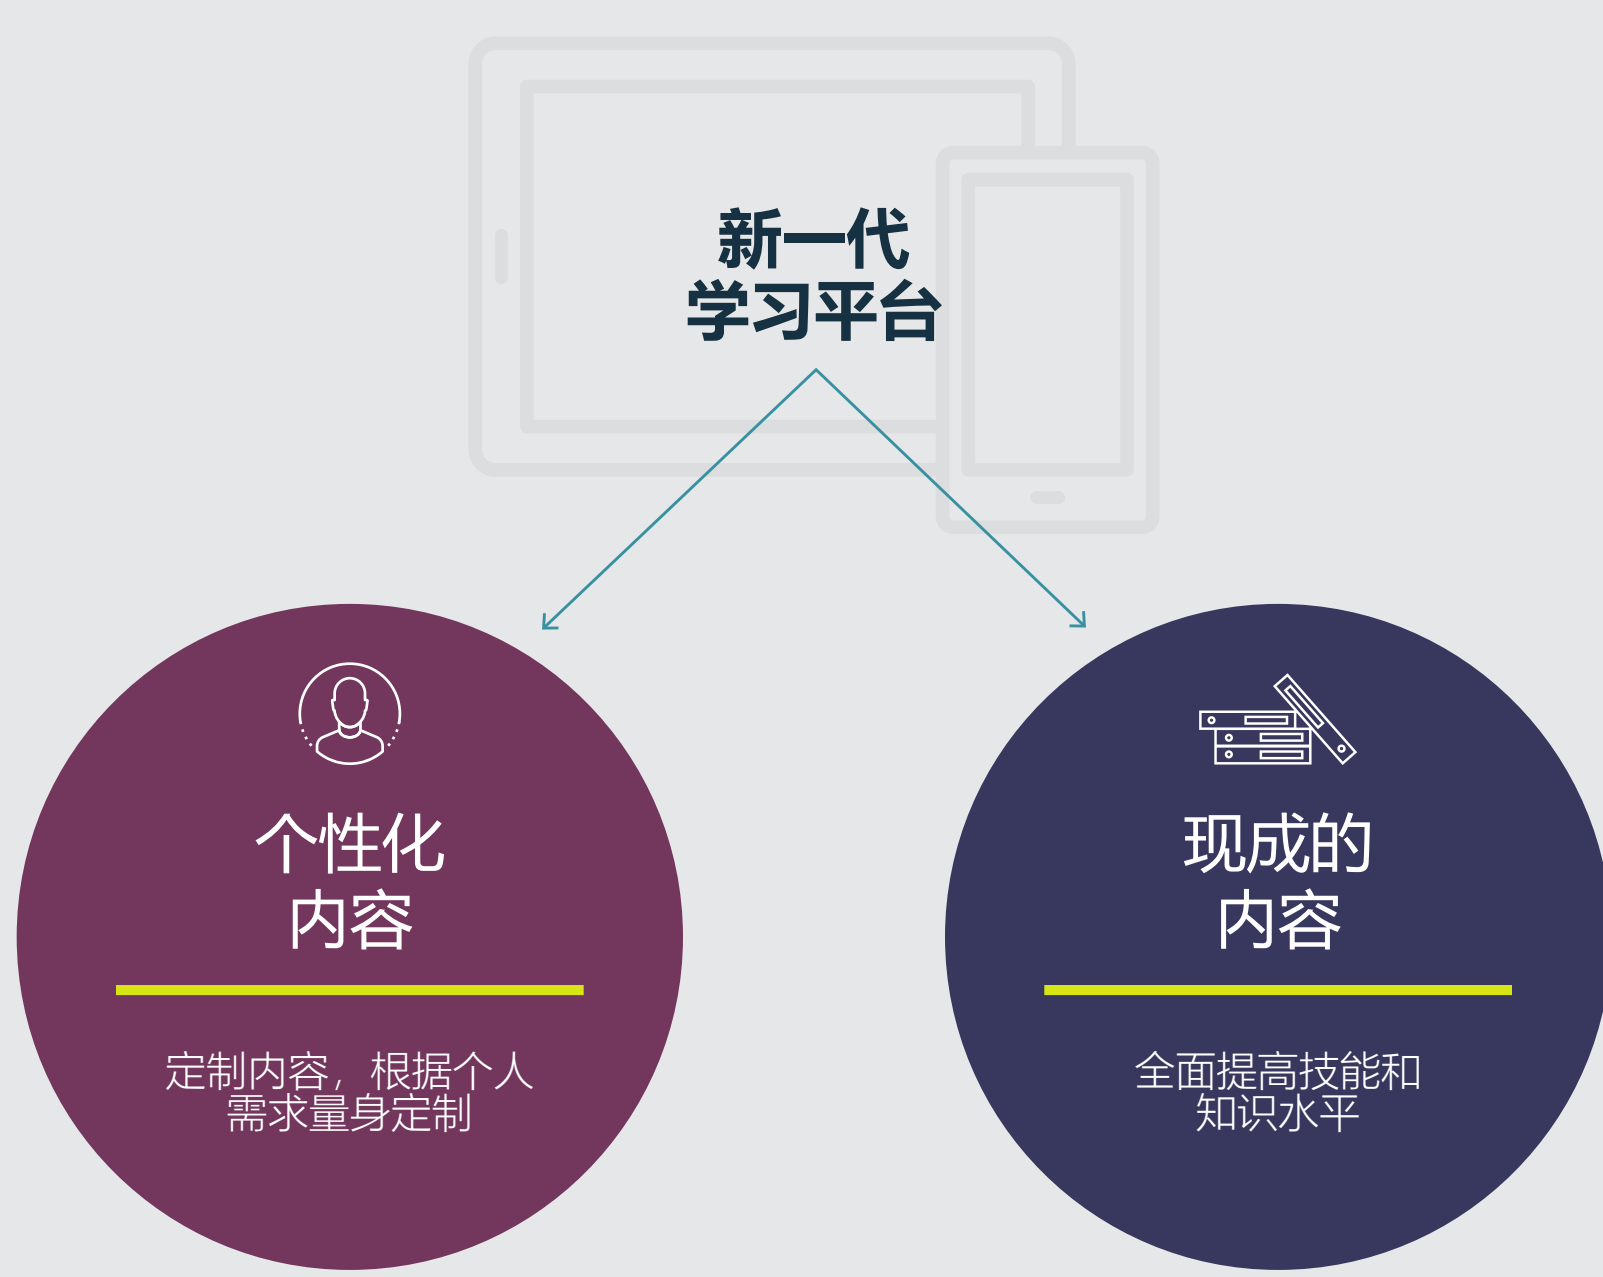 新一代
学习平台
个性化
内容
定制内容，根据个人
需求量身定制
现成的
内容
全面提高技能和
知识水平